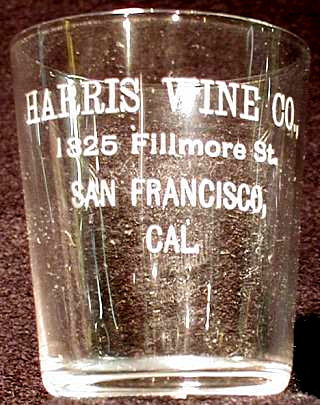 HARRIS WINE CO.,
1325 Fillmore St.
SAN FRANCISCO,
CAL.